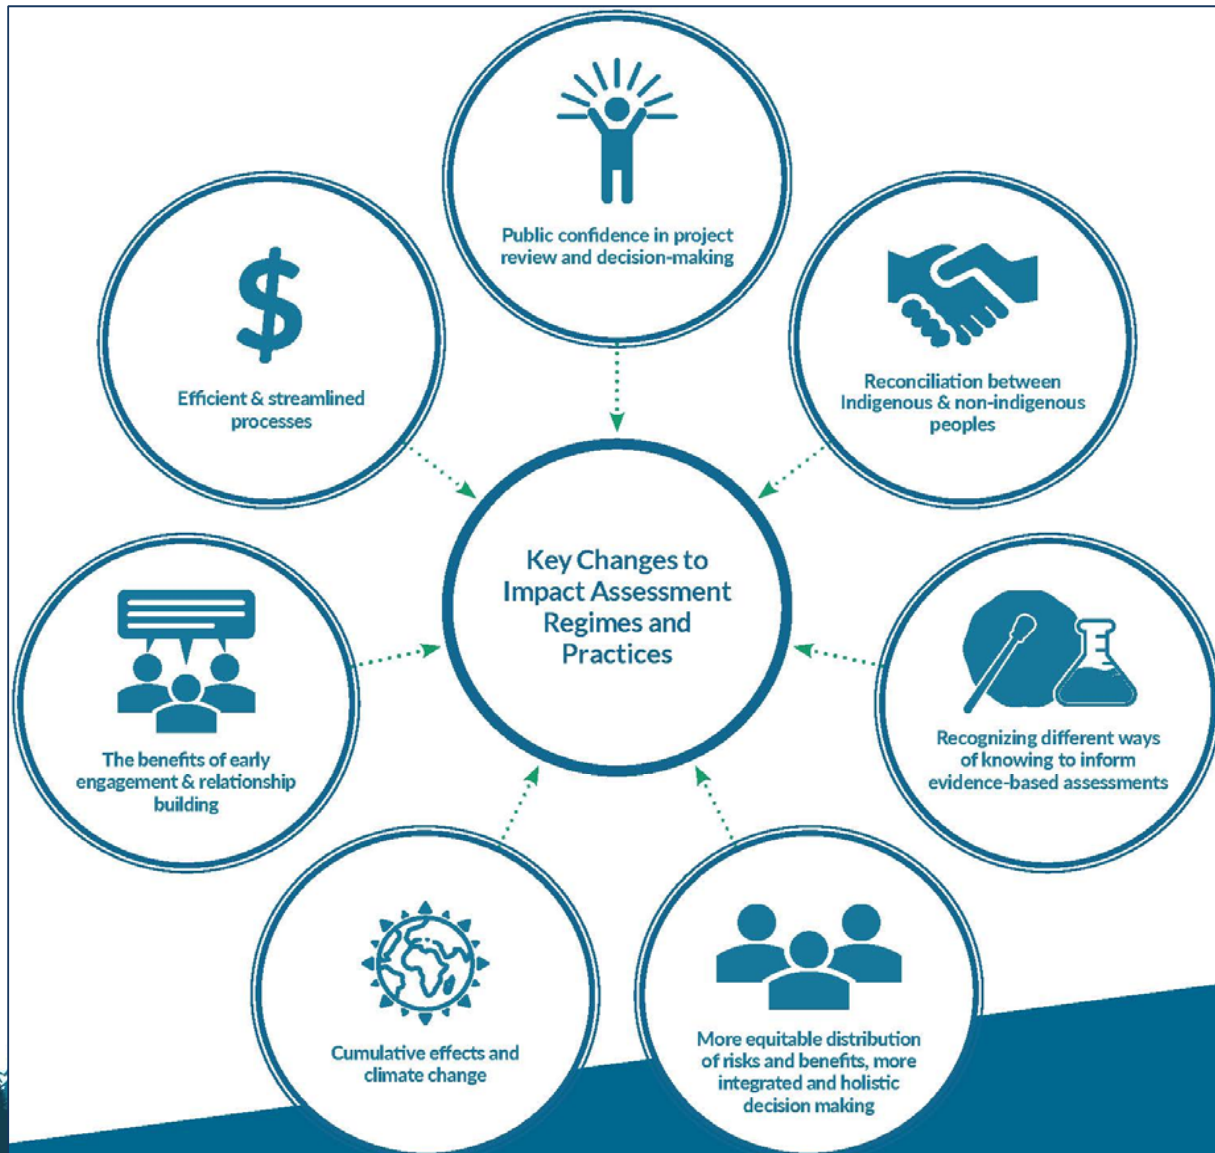 Public confidence in project
review and decision-making
Efficient & streamlined
processes
Reconciliation between
Indigenous & non-indigenous
peoples
Key Changes to
Impact Assessment
Regimes and
Practices
The benefits of early
engagement & relationship
building
Recognizing different ways
of knowing to inform
evidence-based assessments
Cumulative effects and
climate change
More equitable distribution
of risks and benefits, more
integrated and holistic
decision making